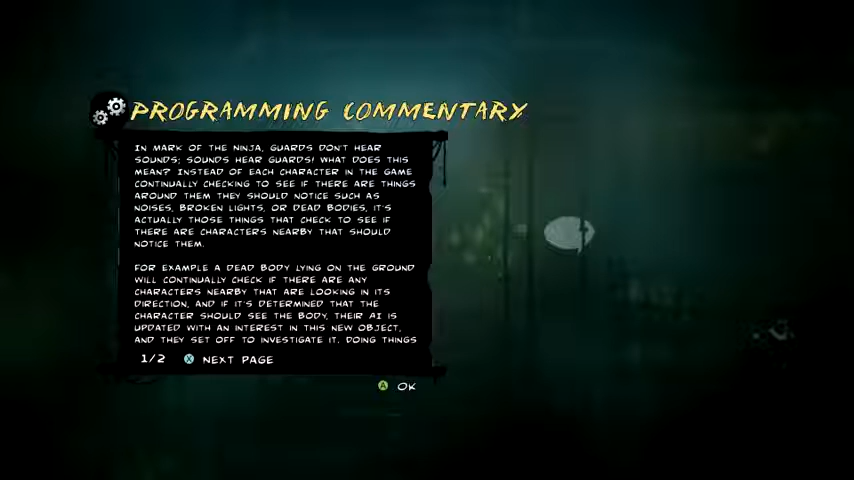 PROGRAMMING COMMENTARY
IN MARK OF THE NINJA, GUARDS DON'T HEAR
SOUNDS; SOUNDS HEAR GUARDS! WHAT DOES THIS
MEAN? INSTEAD OF EACH CHARACTER IN THE GAME
CONTINUALLY CHECKING TO SEE IF THERE ARE THINGS
AROUND THEM THEY SHOULD NOTICE SUCH AS
NOISES, BROKEN LIGHTS, OR DEAD BODIES, IT'S
ACTUALLY THOSE THINGS THAT CHECK TO SEE IF
THERE ARE CHARACTERS NEARBY THAT SHOULD
NOTICE THEM.
FOR EXAMPLE A DEAD BODY LYING ON THE GROUND
WILL CONTINUALLY CHECK IF THERE ARE ANY
CHARACTERS NEARBY THAT ARE LOOKING IN ITS
DIRECTION, AND IF IT'S DETERMINED THAT THE
CHARACTER SHOULD SEE THE BODY, THEIR AI IS
UPDATED WITH AN INTEREST IN THIS NEW OBJECT,
AND THEY SET OFF TO INVESTIGATE IT. DOING THINGS
1/2 X NEXT PAGE
A OK